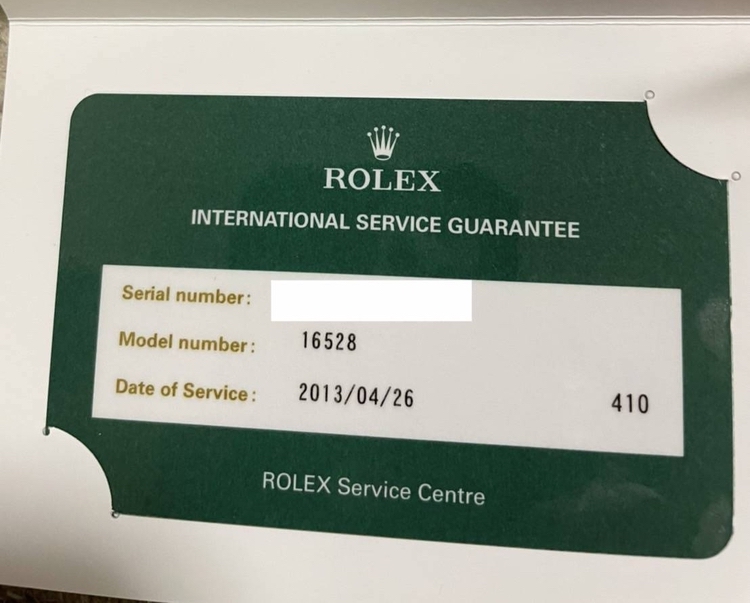 ROLEX
INTERNATIONAL SERVICE GUARANTEE
Serial number:
Model number: 16528
Date of Service: 2013/04/26 410
ROLEX Service Centre